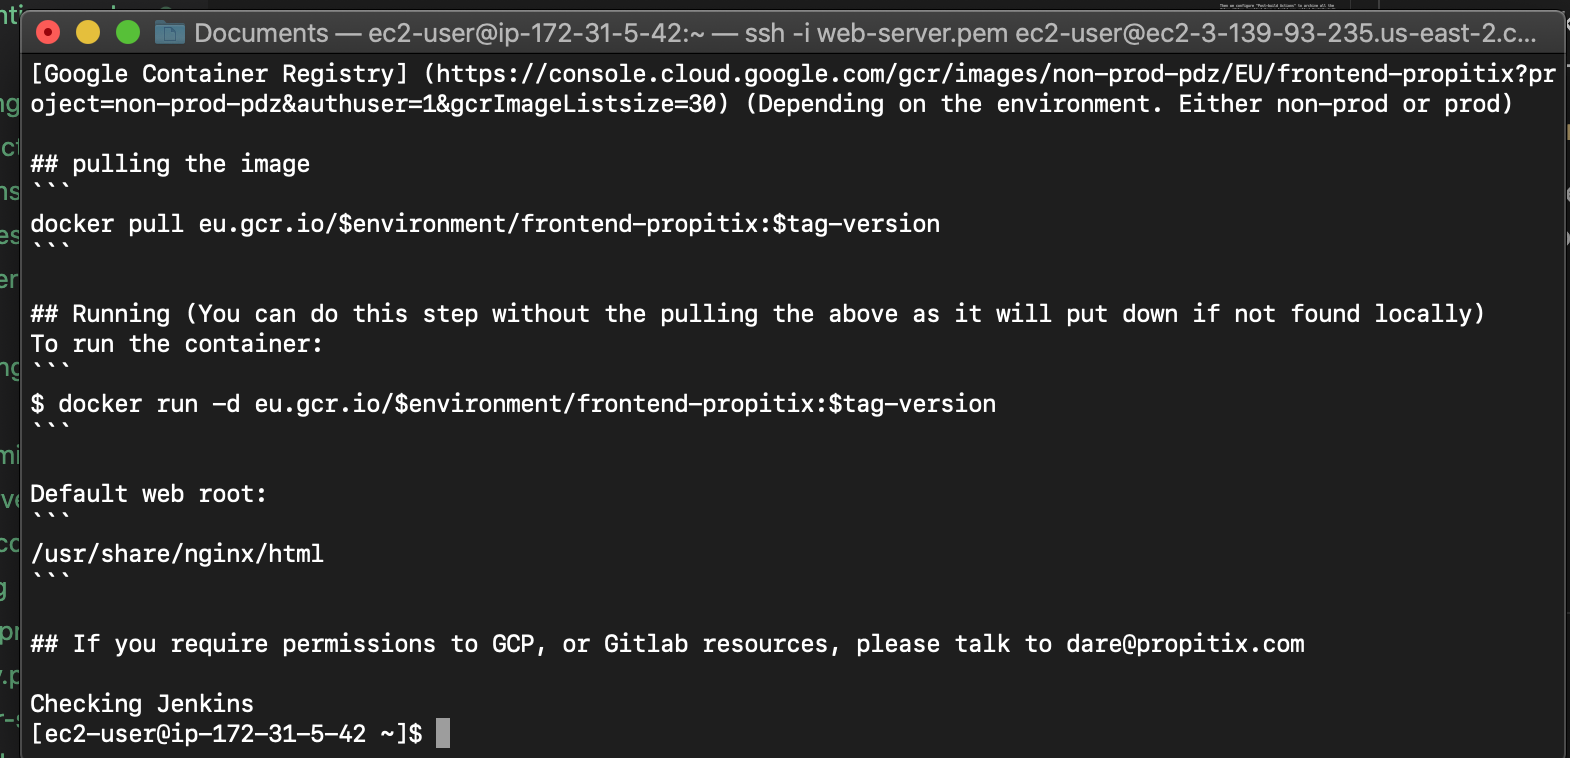 Documents — ec2-user@ip-172-31-5-42:~ — ssh -i web-server.pem ec2-user@ec2-3-139-93-235.us-east-2.c...
[Google Container Registry] (https://console.cloud.google.com/gcr/images/non-prod-pdz/EU/frontend-propitix?pr
oject=non-prod-pdz&authuser=1&gcrImageListsize=30) (Depending on the environment. Either non-prod or prod)
## pulling the image
```
docker pull eu.gcr.io/$environment/frontend-propitix:$tag-version
```
## Running (You can do this step without the pulling the above as it will put down if not found locally)
To run the container:
```
$ docker run -d eu.gcr.io/$environment/frontend-propitix:$tag-version
```
Default web root:
```
/usr/share/nginx/html
```
## If you require permissions to GCP, or Gitlab resources, please talk to dare@propitix.com
Checking Jenkins
[ec2-user@ip-172-31-5-42 ~]$